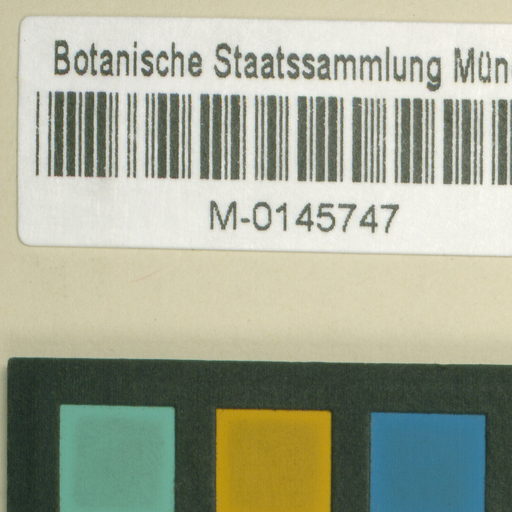 Botanische Staatssammlung Mün
M-0145747